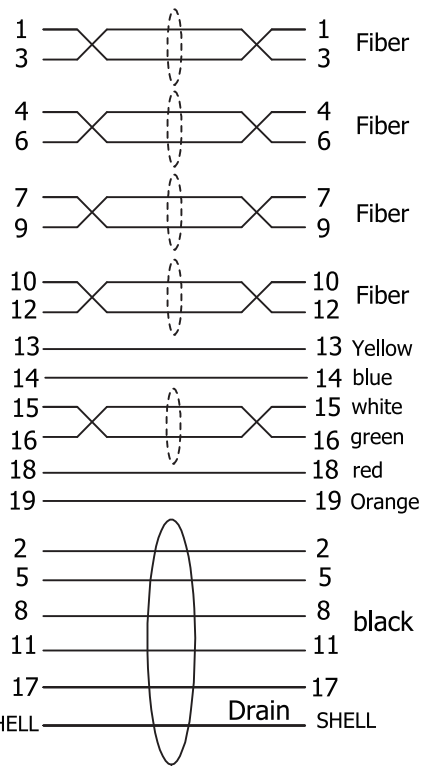 1 1 Fiber
3 3
4 4 Fiber
6 6
7 7 Fiber
9 9
10 10 Fiber
12 12
13 13 Yellow
14 14 blue
15 15 white
16 16 green
18 18 red
19 19 Orange
2 2
5 5
8 8 black
11 11
17 17
HELL Drain SHELL